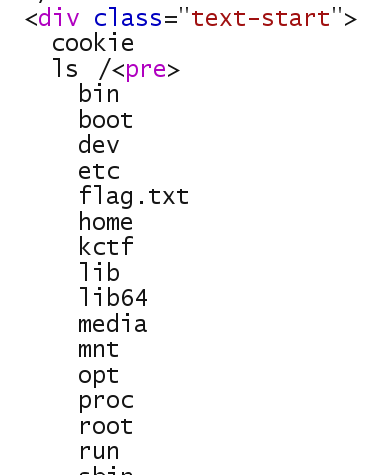 <div class="text-start">
cookie
ls /<pre>
bin
boot
dev
etc
flag.txt
home
kctf
lib
lib64
media
mnt
opt
proc
root
run